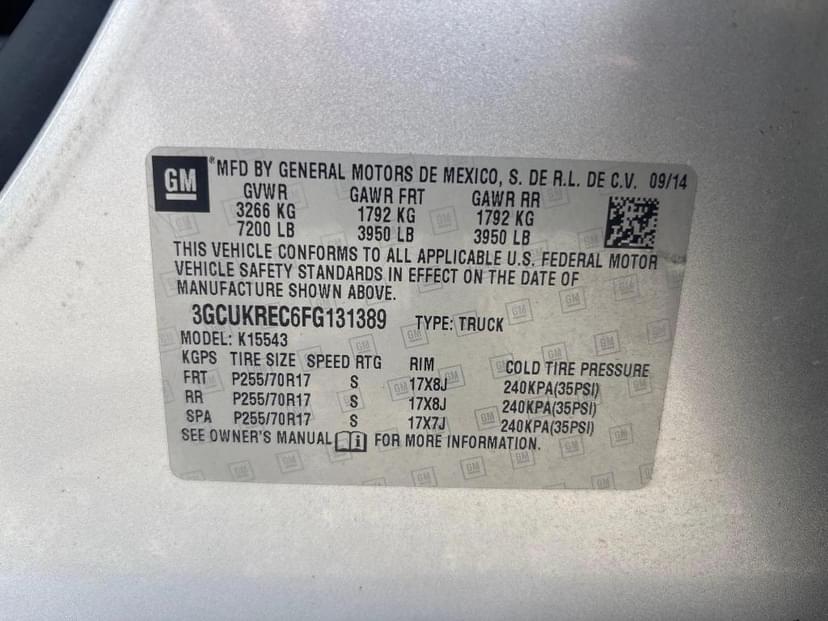 GM
*MFD BY GENERAL MOTORS DE MEXICO, S. DE R.L. DE C.V. 09/14
GVWR GAWR FRT GAWR RR
3266 KG 1792 KG 1792 KG
7200 LB 3950 LB 3950 LB
THIS VEHICLE CONFORMS TO ALL APPLICABLE U.S. FEDERAL MOTOR
VEHICLE SAFETY STANDARDS IN EFFECT ON THE DATE OF
MANUFACTURE SHOWN ABOVE.
3GCUKREC6FG131389 TYPE: TRUCK
MODEL: K15543
KGPS TIRE SIZE SPEED RTG RIM COLD TIRE PRESSURE
FRT P255/70R17 S 17X8J 240KPA(35PSI)
RR P255/70R17 S 17X8J 240KPA(35PSI)
SPA P255/70R17 S 17X7J 240KPA(35PSI)
SEE OWNER'S MANUAL FOR MORE INFORMATION.